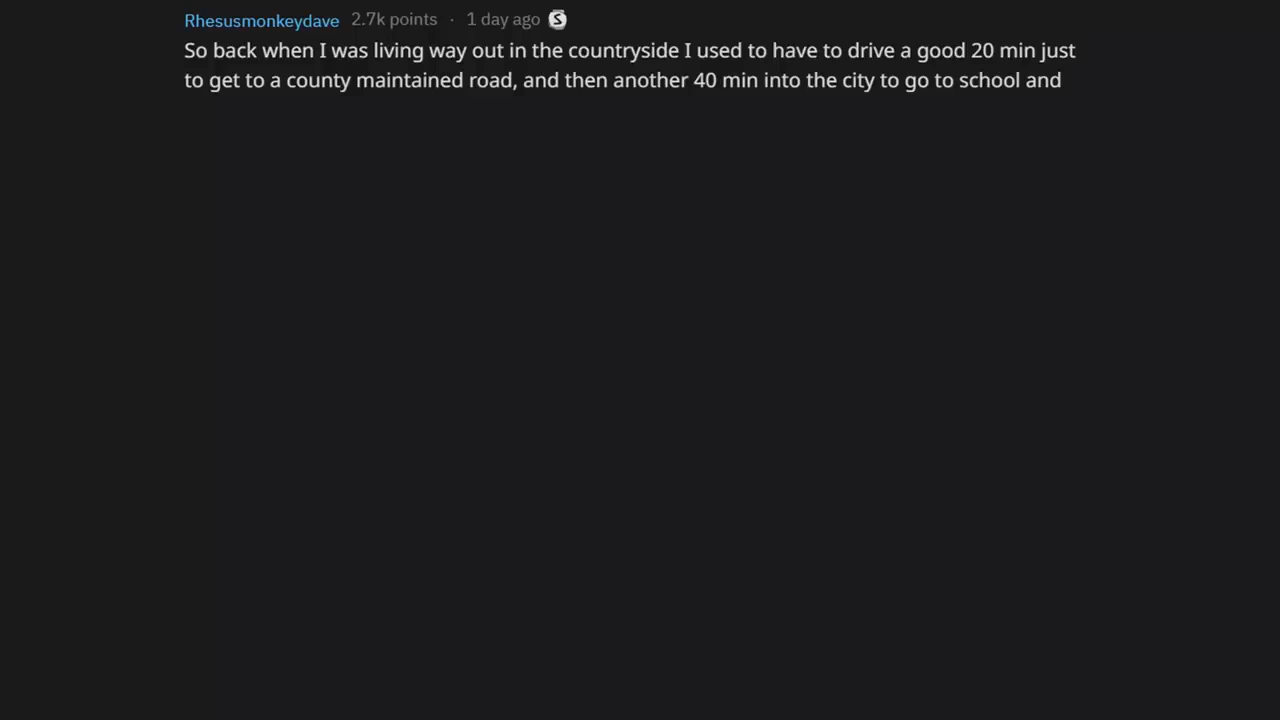 Rhesusmonkeydave 2.7k points · 1 day ago S
So back when I was living way out in the countryside I used to have to drive a good 20 min just
to get to a county maintained road, and then another 40 min into the city to go to school and